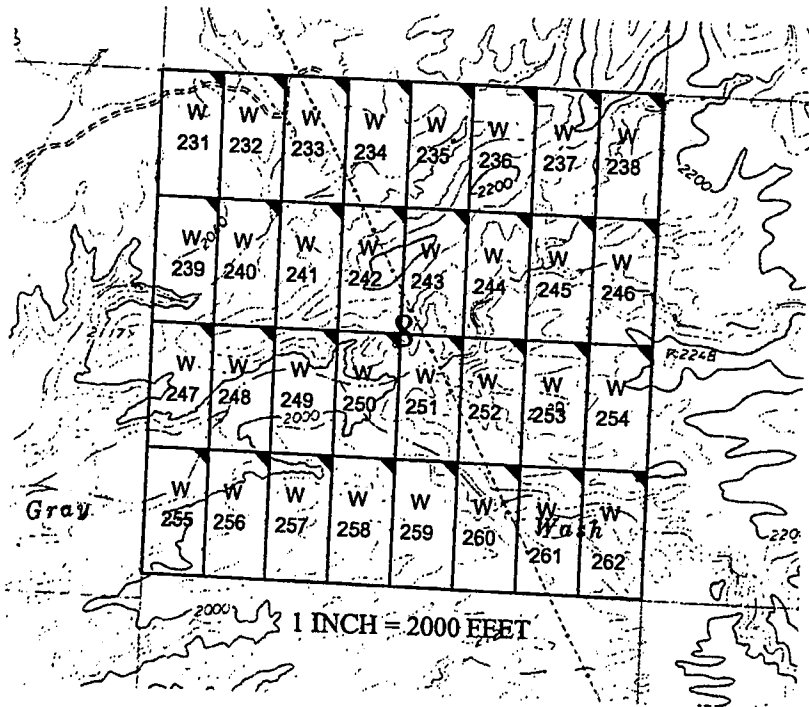 W 231 W 232 W 233 W 234 W 235 W 236 W 237 W 238
2200
2200
W 239 W 240 W 241 W 242 W 243 W 244 W 245 W 246
8
2248
W 247 W 248 W 249 W 250 W 251 W 252 W 253 W 254
2000
Gray
W 255 W 256 W 257 W 258 W 259 W 260 W 261 W 262
Wash
2000
1 INCH = 2000 FEET